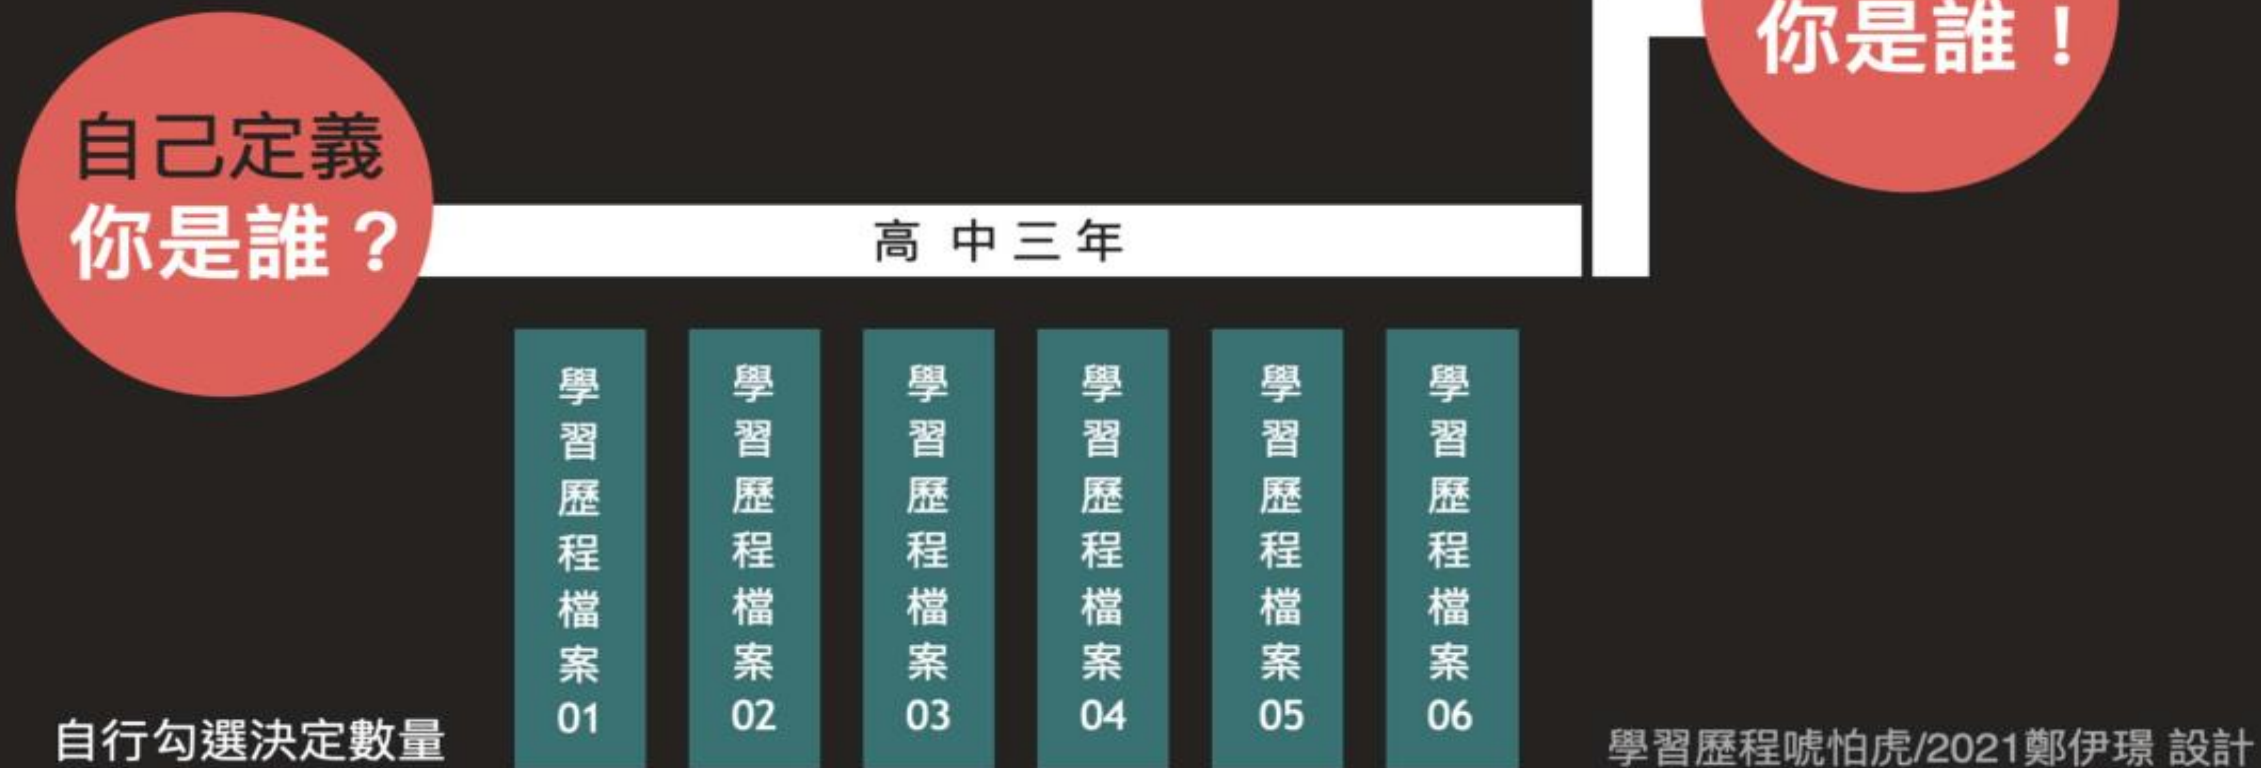 你是誰！
自己定義
你是誰？
高中三年
學習歷程檔案01
學習歷程檔案02
學習歷程檔案03
學習歷程檔案04
學習歷程檔案05
學習歷程檔案06
自行勾選決定數量
學習歷程唬怕虎/2021鄭伊璟 設計